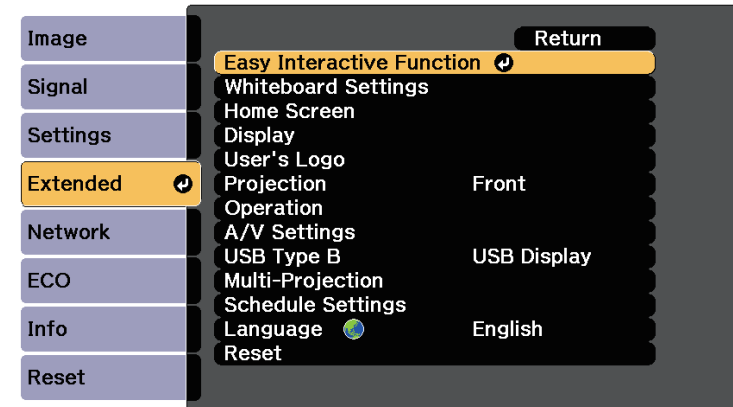 Image
Signal
Settings
Extended
Network
ECO
Info
Reset
Return
Easy Interactive Function
Whiteboard Settings
Home Screen
Display
User's Logo
Projection Front
Operation
A/V Settings
USB Type B USB Display
Multi-Projection
Schedule Settings
Language English
Reset